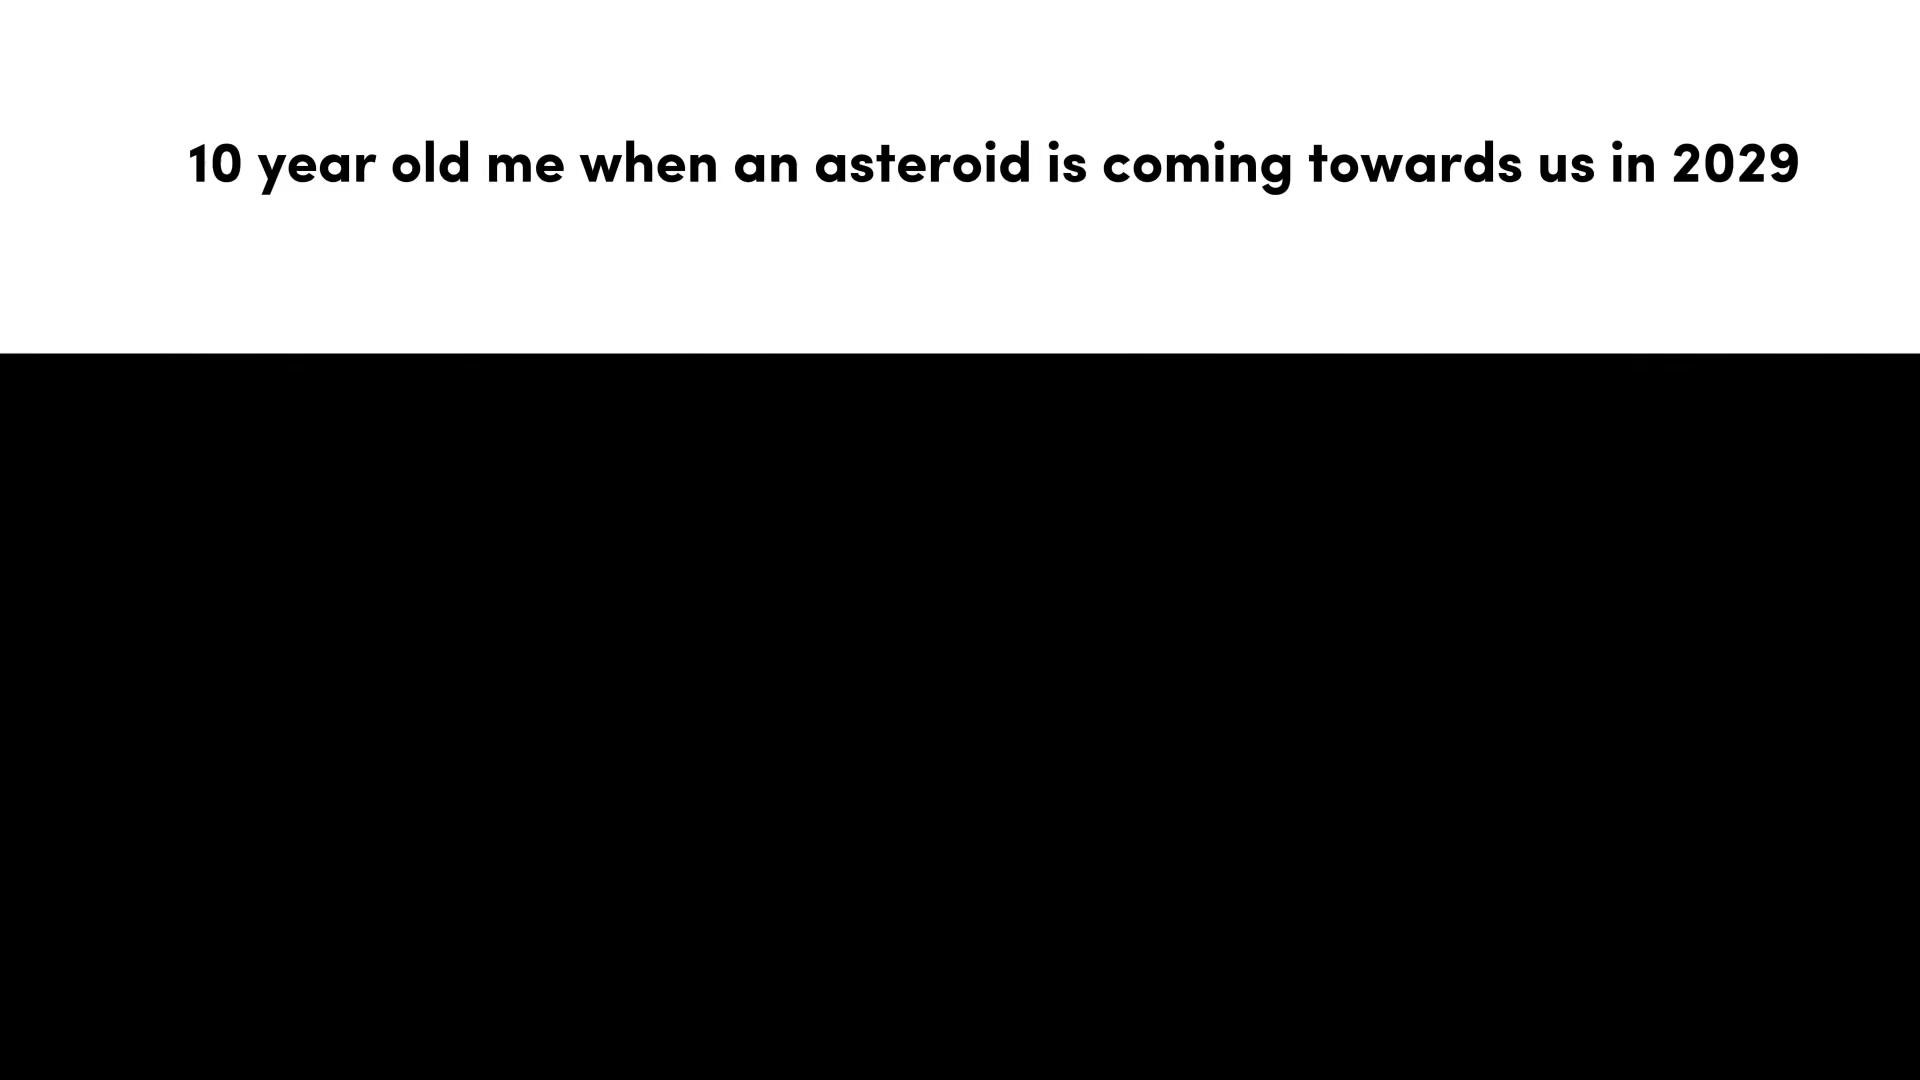 10 year old me when an asteroid is coming towards us in 2029